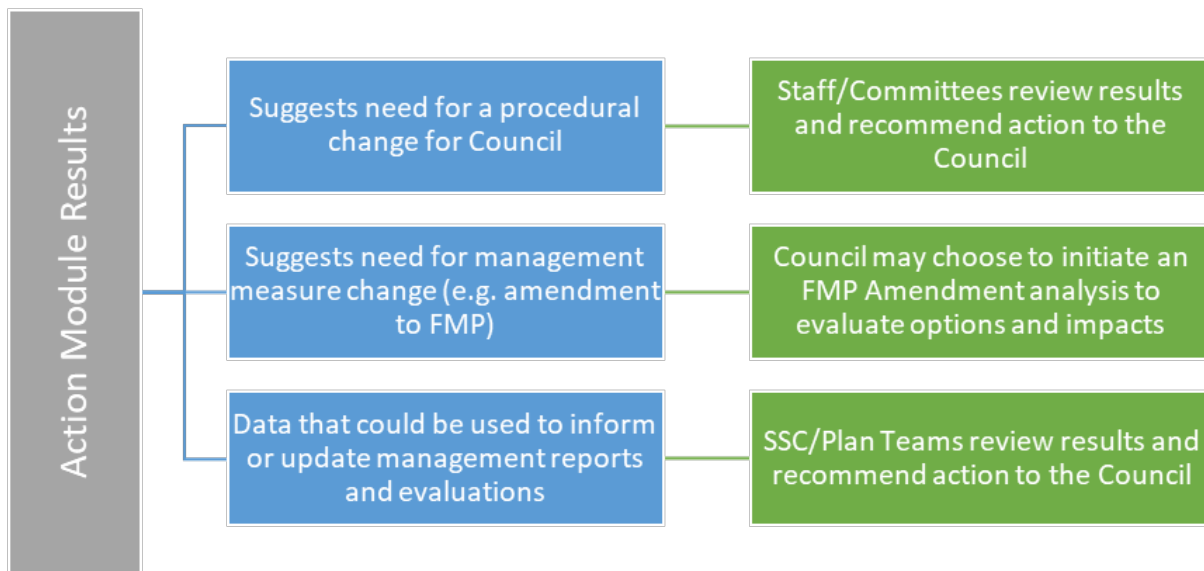 Action Module Results
Suggests need for a procedural
change for Council
Staff/Committees review results
and recommend action to the
Council
Suggests need for management
measure change (e.g. amendment
to FMP)
Council may choose to initiate an
FMP Amendment analysis to
evaluate options and impacts
Data that could be used to inform
or update management reports
and evaluations
SSC/Plan Teams review results and
recommend action to the Council